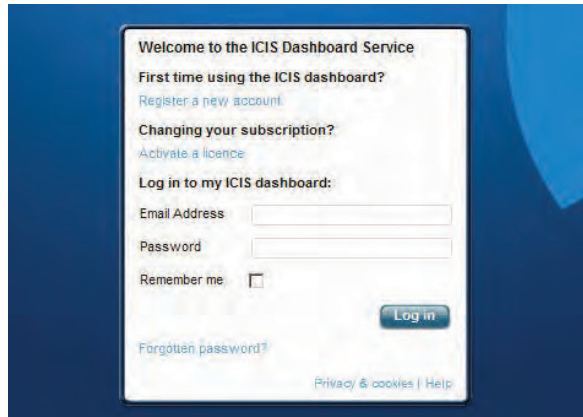 Welcome to the ICIS Dashboard Service
First time using the ICIS dashboard?
Register a new account
Changing your subscription?
Activate a licence
Log in to my ICIS dashboard:
Email Address
Password
Remember me
Log in
Forgotten password?
Privacy & cookies | Help